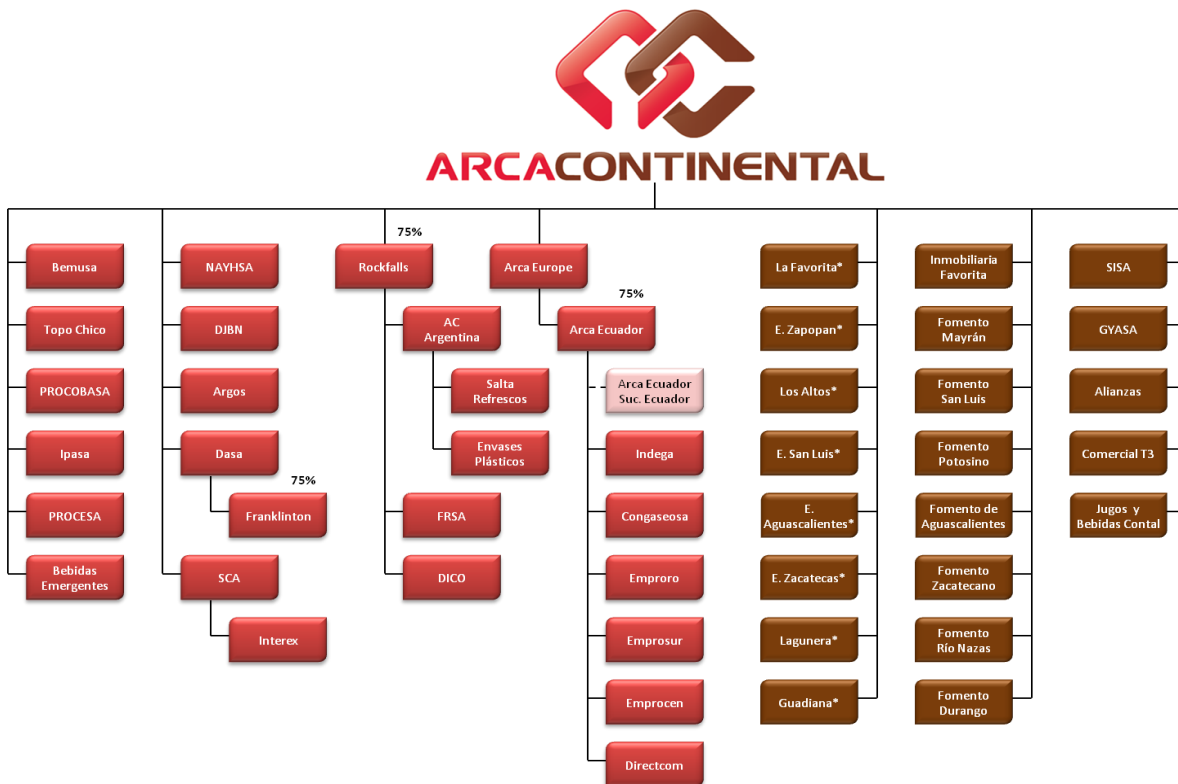 ARCACONTINENTAL
Bemusa
Topo Chico
PROCOBASA
Ipasa
PROCESA
Bebidas
Emergentes
NAYHSA
DJBN
Argos
Dasa
75%
Franklinton
SCA
Interex
75%
Rockfalls
AC
Argentina
Salta
Refrescos
Envases
Plásticos
FRSA
DICO
Arca Europe
75%
Arca Ecuador
Arca Ecuador
Suc. Ecuador
Indega
Congaseosa
Emproro
Emprosur
Emprocen
Directcom
La Favorita*
E. Zapopan*
Los Altos*
E. San Luis*
E.
Aguascalientes*
E. Zacatecas*
Lagunera*
Guadiana*
Inmobiliaria
Favorita
Fomento
Mayrán
Fomento
San Luis
Fomento
Potosino
Fomento de
Aguascalientes
Fomento
Zacatecano
Fomento
Río Nazas
Fomento
Durango
SISA
GYASA
Alianzas
Comercial T3
Jugos y
Bebidas Contal